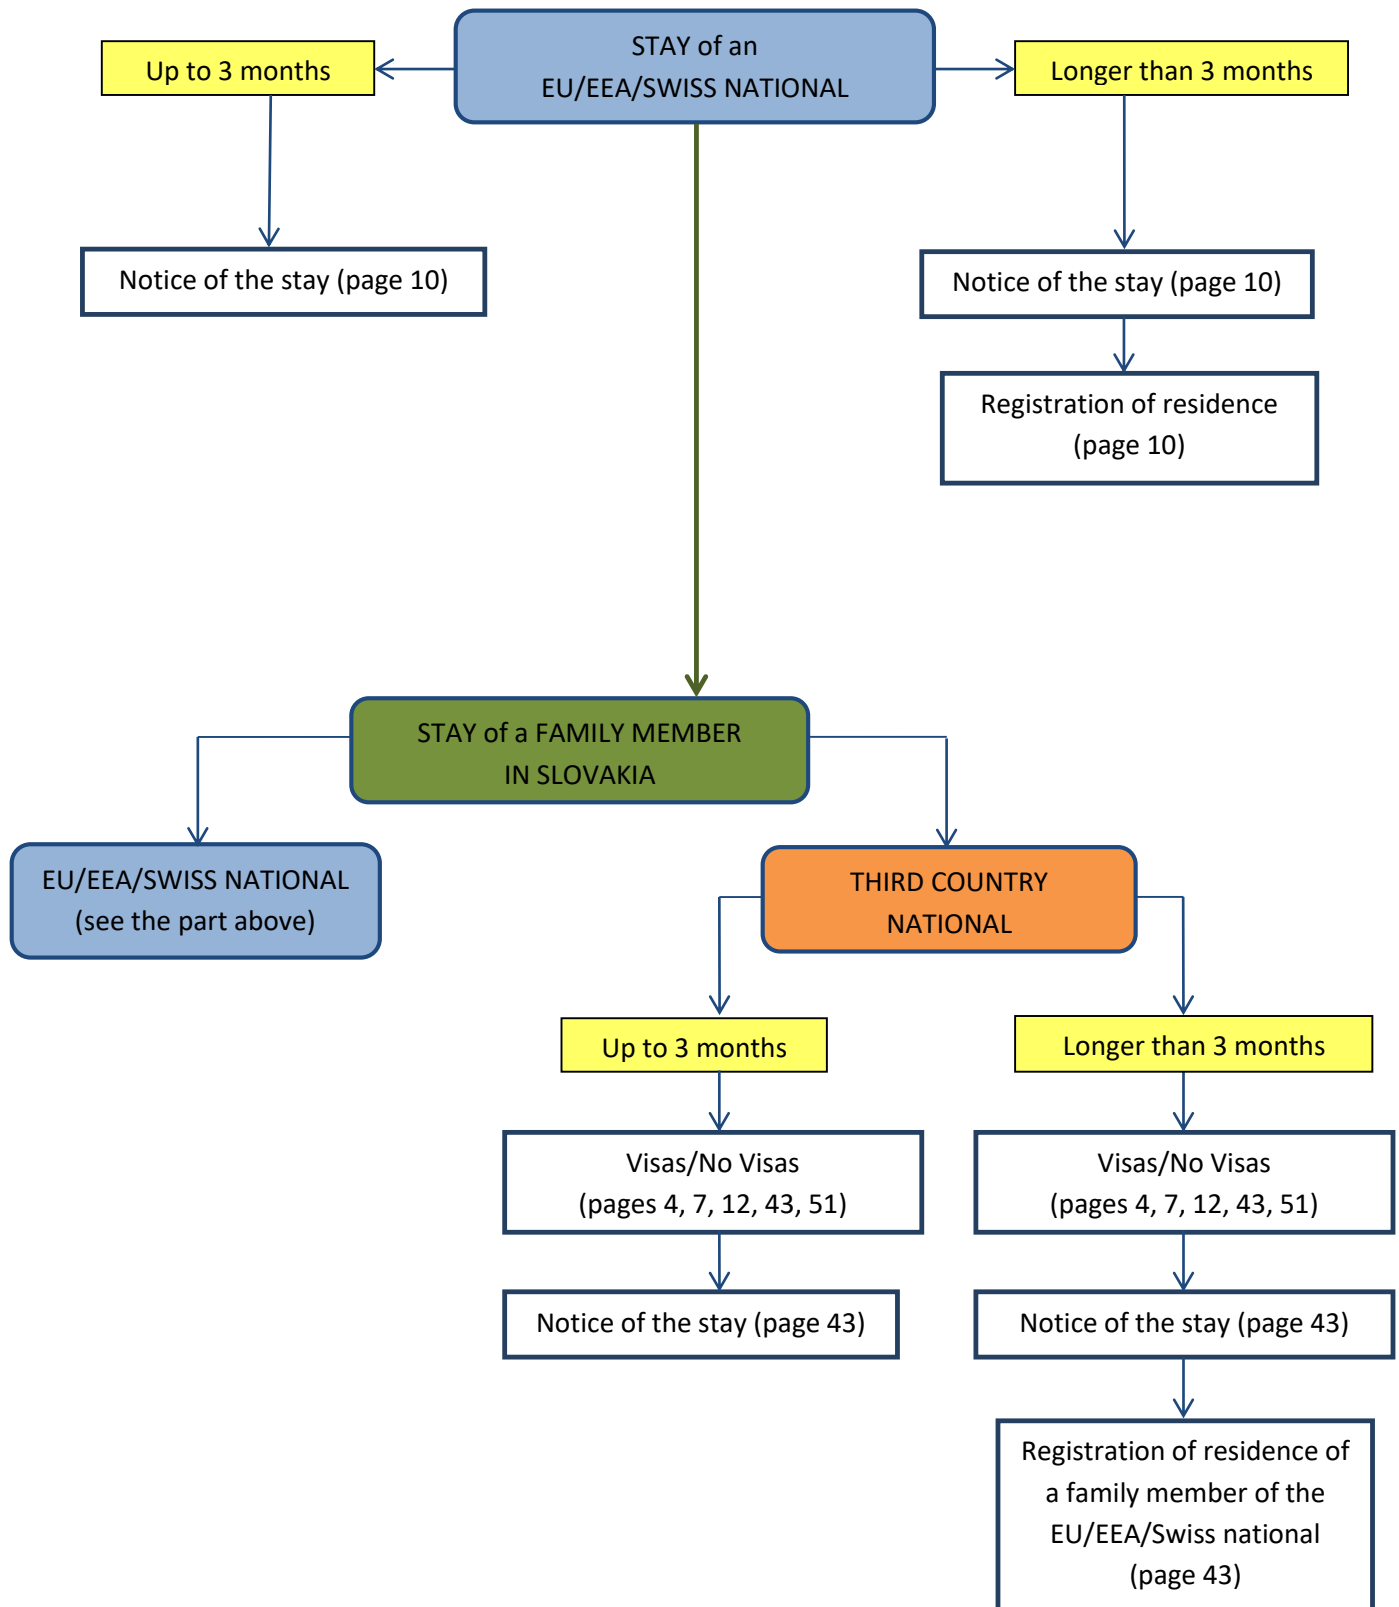 STAY of an
EU/EEA/SWISS NATIONAL
Up to 3 months
Longer than 3 months
Notice of the stay (page 10)
Notice of the stay (page 10)
Registration of residence
(page 10)
STAY of a FAMILY MEMBER
IN SLOVAKIA
EU/EEA/SWISS NATIONAL
(see the part above)
THIRD COUNTRY
NATIONAL
Up to 3 months
Longer than 3 months
Visas/No Visas
(pages 4, 7, 12, 43, 51)
Visas/No Visas
(pages 4, 7, 12, 43, 51)
Notice of the stay (page 43)
Notice of the stay (page 43)
Registration of residence of
a family member of the
EU/EEA/Swiss national
(page 43)